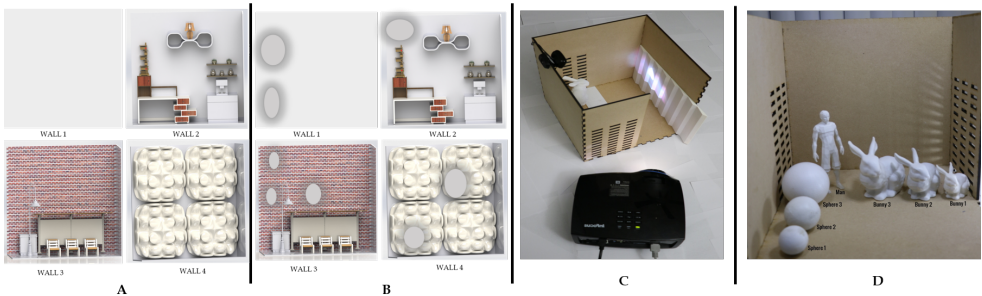 WALL 1
WALL 2
WALL 3
WALL 4
A
WALL 1
WALL 2
WALL 3
WALL 4
B
C
Man
Sphere 3
Bunny 3
Bunny 2
Bunny 1
Sphere 2
Sphere 1
D